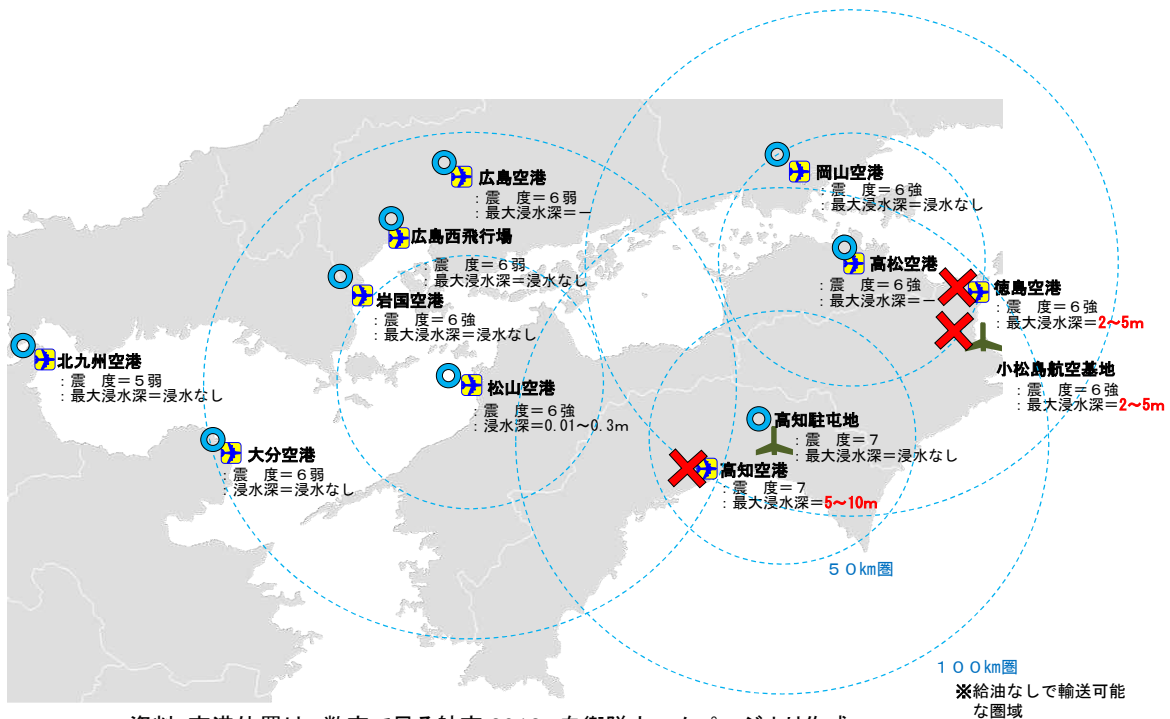 広島空港
：震　度＝６弱
：最大浸水深＝－
広島西飛行場
：震　度＝６弱
：最大浸水深＝浸水なし
岩国空港
：震　度＝６強
：最大浸水深＝浸水なし
北九州空港
：震　度＝５弱
：最大浸水深＝浸水なし
大分空港
：震　度＝６弱
：浸水深＝浸水なし
松山空港
：震　度＝６強
：浸水深＝0.01～0.3ｍ
岡山空港
：震　度＝６強
：最大浸水深＝浸水なし
高松空港
：震　度＝６強
：最大浸水深＝－
徳島空港
：震　度＝６強
：最大浸水深＝2～5m
小松島航空基地
：震　度＝６強
：最大浸水深＝2～5m
高知駐屯地
：震　度＝７
：最大浸水深＝浸水なし
高知空港
：震　度＝７
：最大浸水深＝5～10m
５０㎞圏
１００㎞圏
※給油なしで輸送可能
な圏域